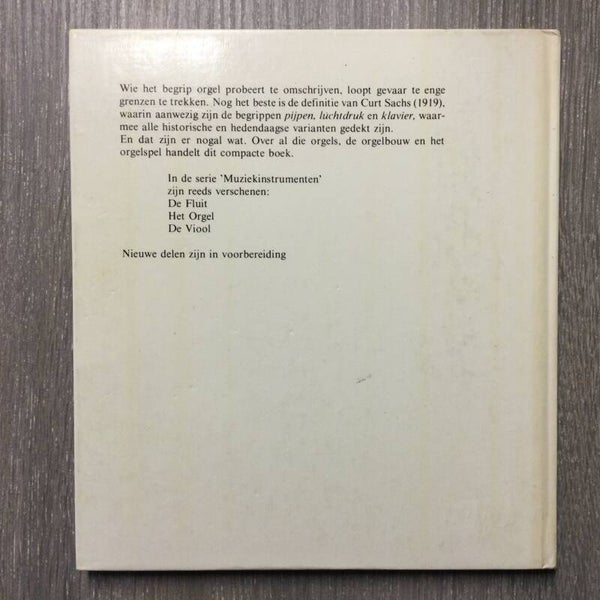 Wie het begrip orgel probeert te omschrijven, loopt gevaar te enge
grenzen te trekken. Nog het beste is de definitie van Curt Sachs (1919),
waarin aanwezig zijn de begrippen pijpen, luchtdruk en klavier, waar-
mee alle historische en hedendaagse varianten gedekt zijn.
En dat zijn er nogal wat. Over al die orgels, de orgelbouw en het
orgelspel handelt dit compacte boek.
In de serie 'Muziekinstrumenten'
zijn reeds verschenen:
De Fluit
Het Orgel
De Viool
Nieuwe delen zijn in voorbereiding